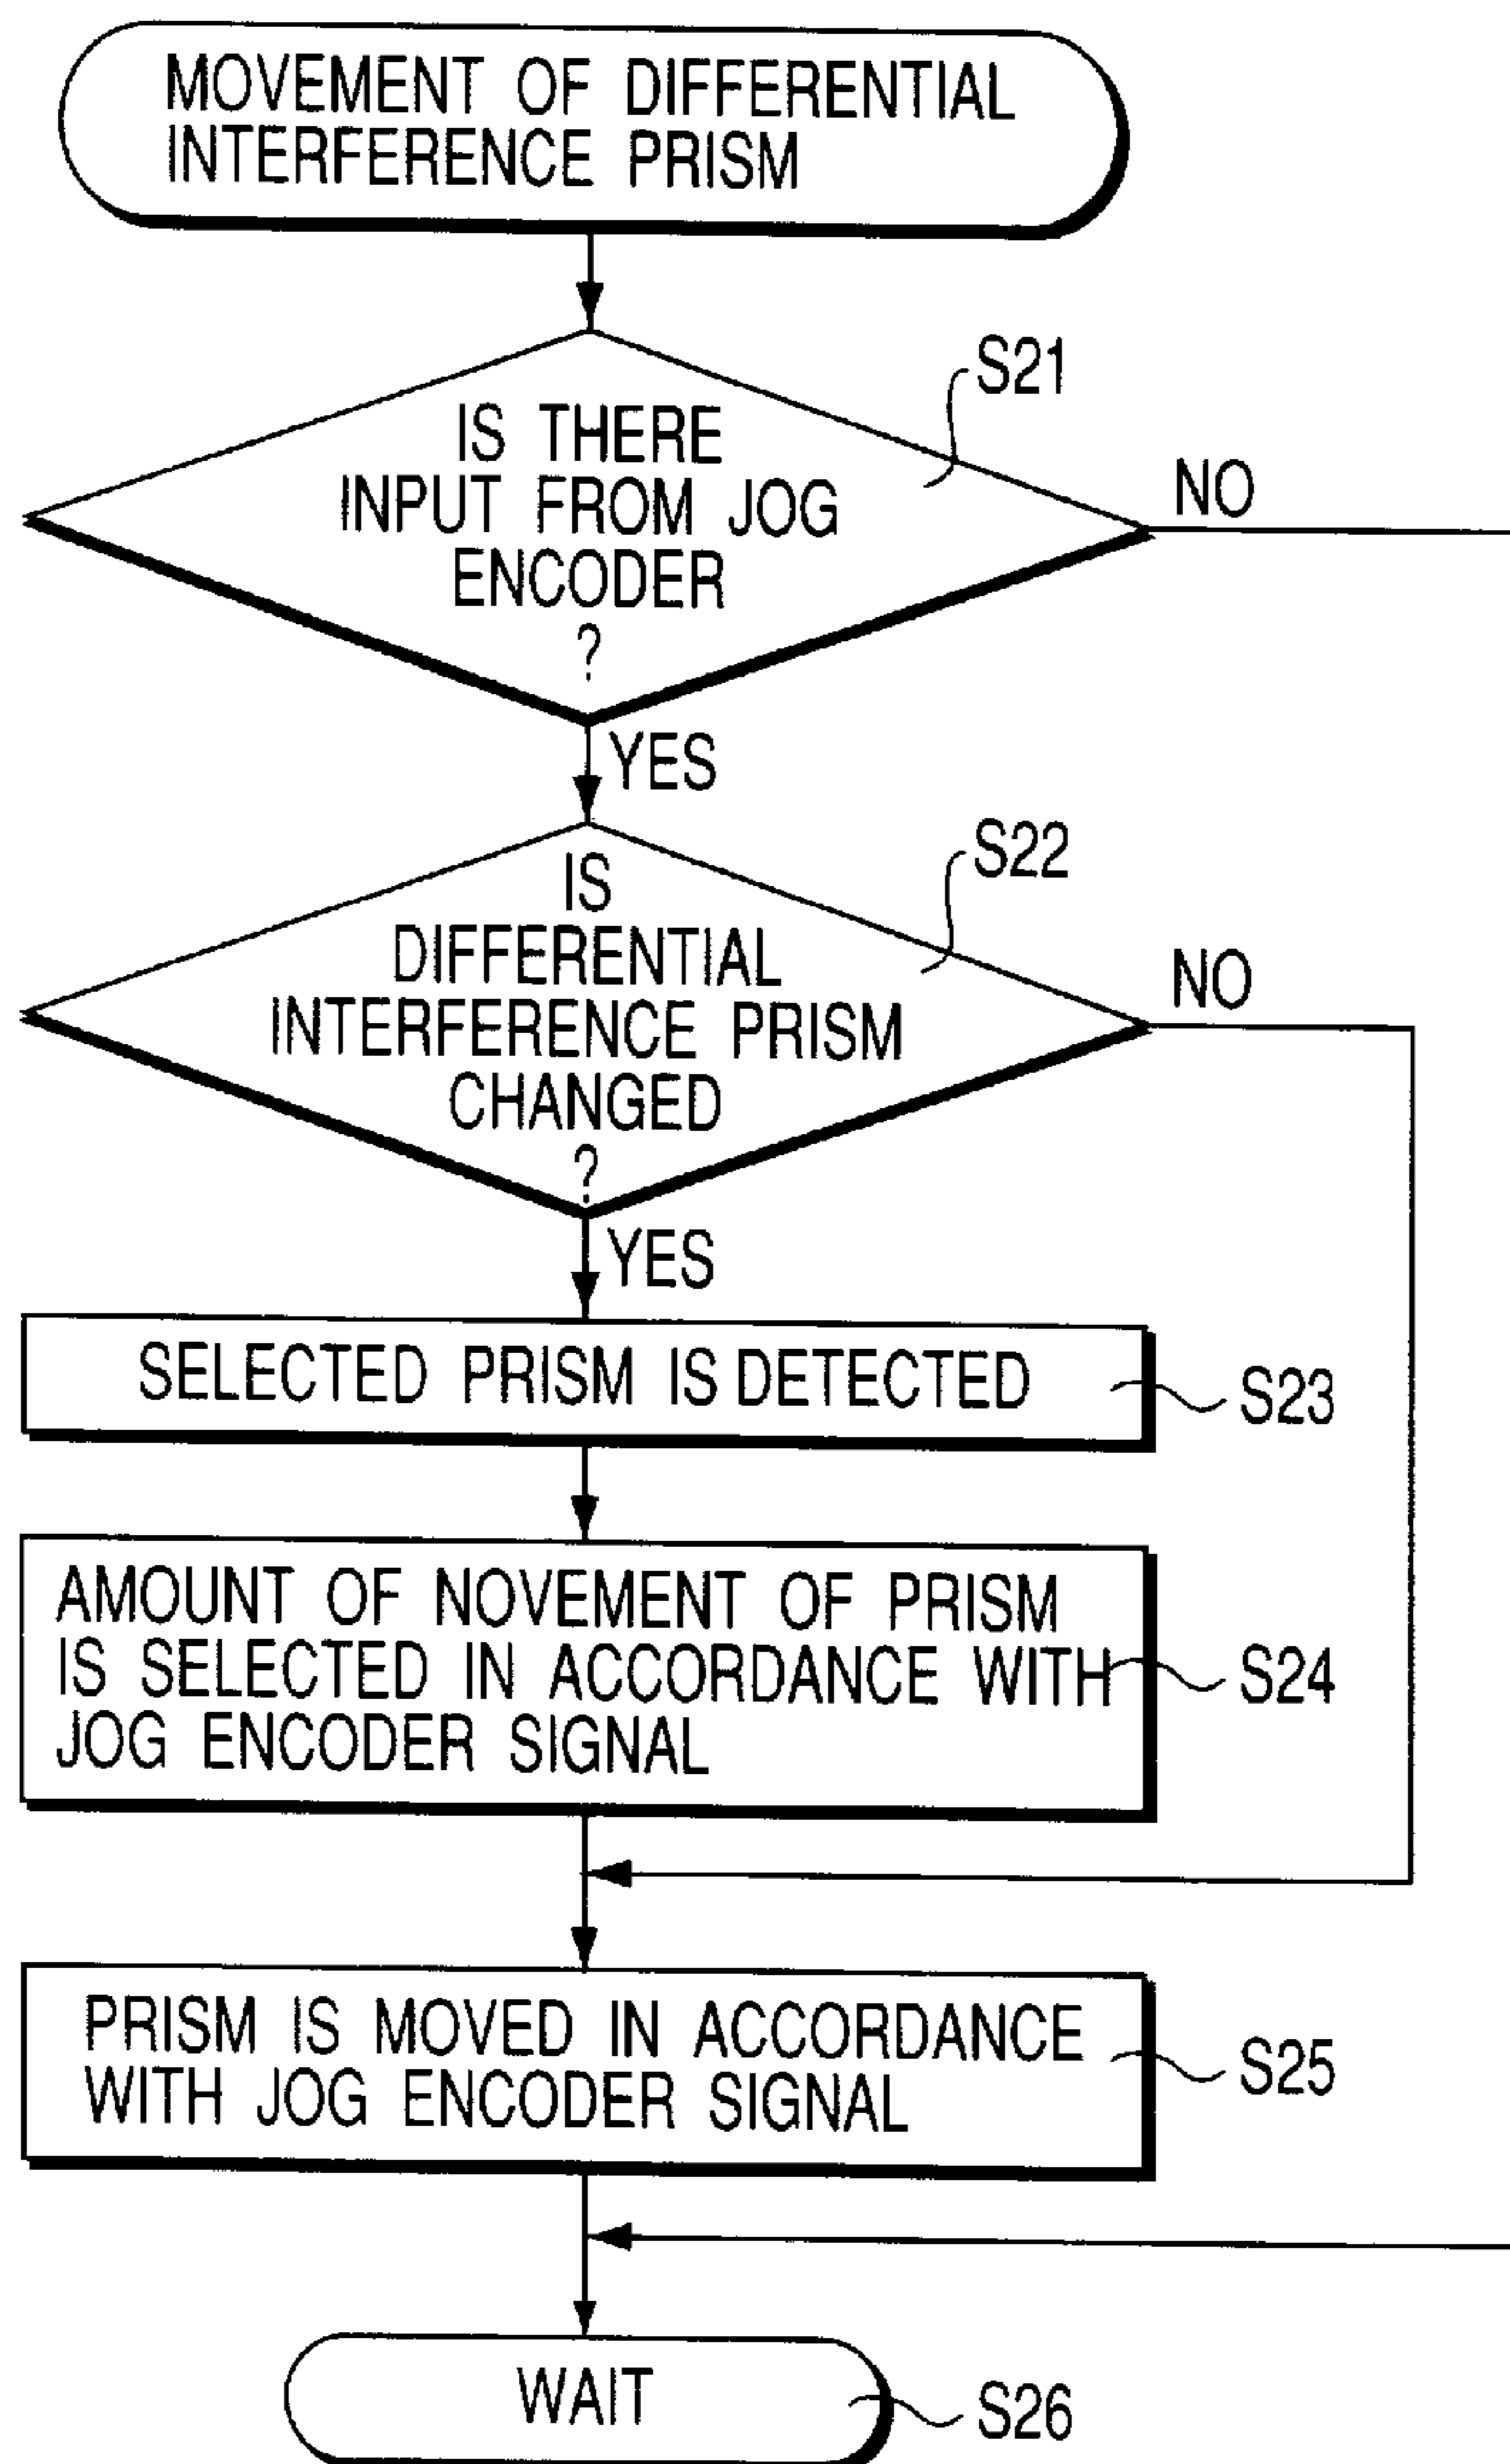 MOVEMENT OF DIFFERENTIAL
INTERFERENCE PRISM
S21
IS THERE
INPUT FROM JOG
ENCODER
?
NO
YES
S22
IS
DIFFERENTIAL
INTERFERENCE PRISM
CHANGED
?
NO
YES
SELECTED PRISM IS DETECTED
S23
AMOUNT OF NOVEMENT OF PRISM
IS SELECTED IN ACCORDANCE WITH
JOG ENCODER SIGNAL
S24
PRISM IS MOVED IN ACCORDANCE
WITH JOG ENCODER SIGNAL
S25
WAIT
S26